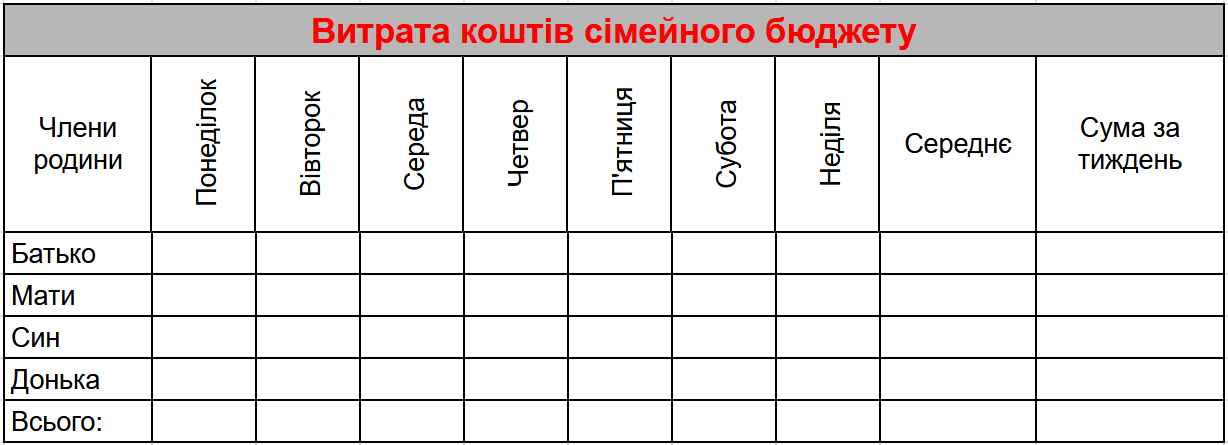 Витрата коштів сімейного бюджету
Члени
родини
Понеділок
Вівторок
Середа
Четвер
П'ятниця
Субота
Неділя
Середнє
Сума за
тиждень
Батько
Мати
Син
Донька
Всього: